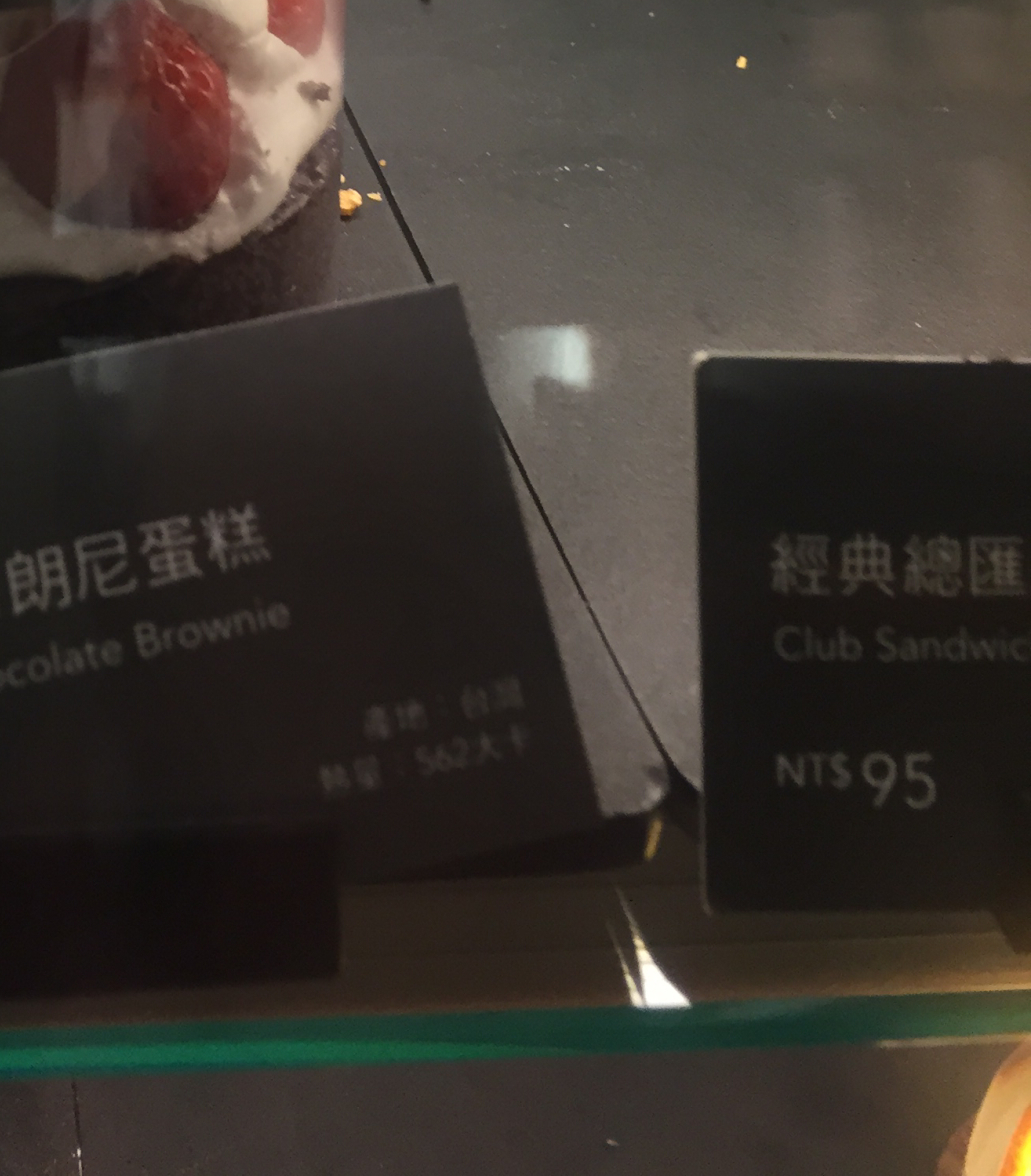 朗尼蛋糕
ocolate Brownie
產地：台灣
熱量：562大卡
經典總匯
Club Sandwic
NT$ 95